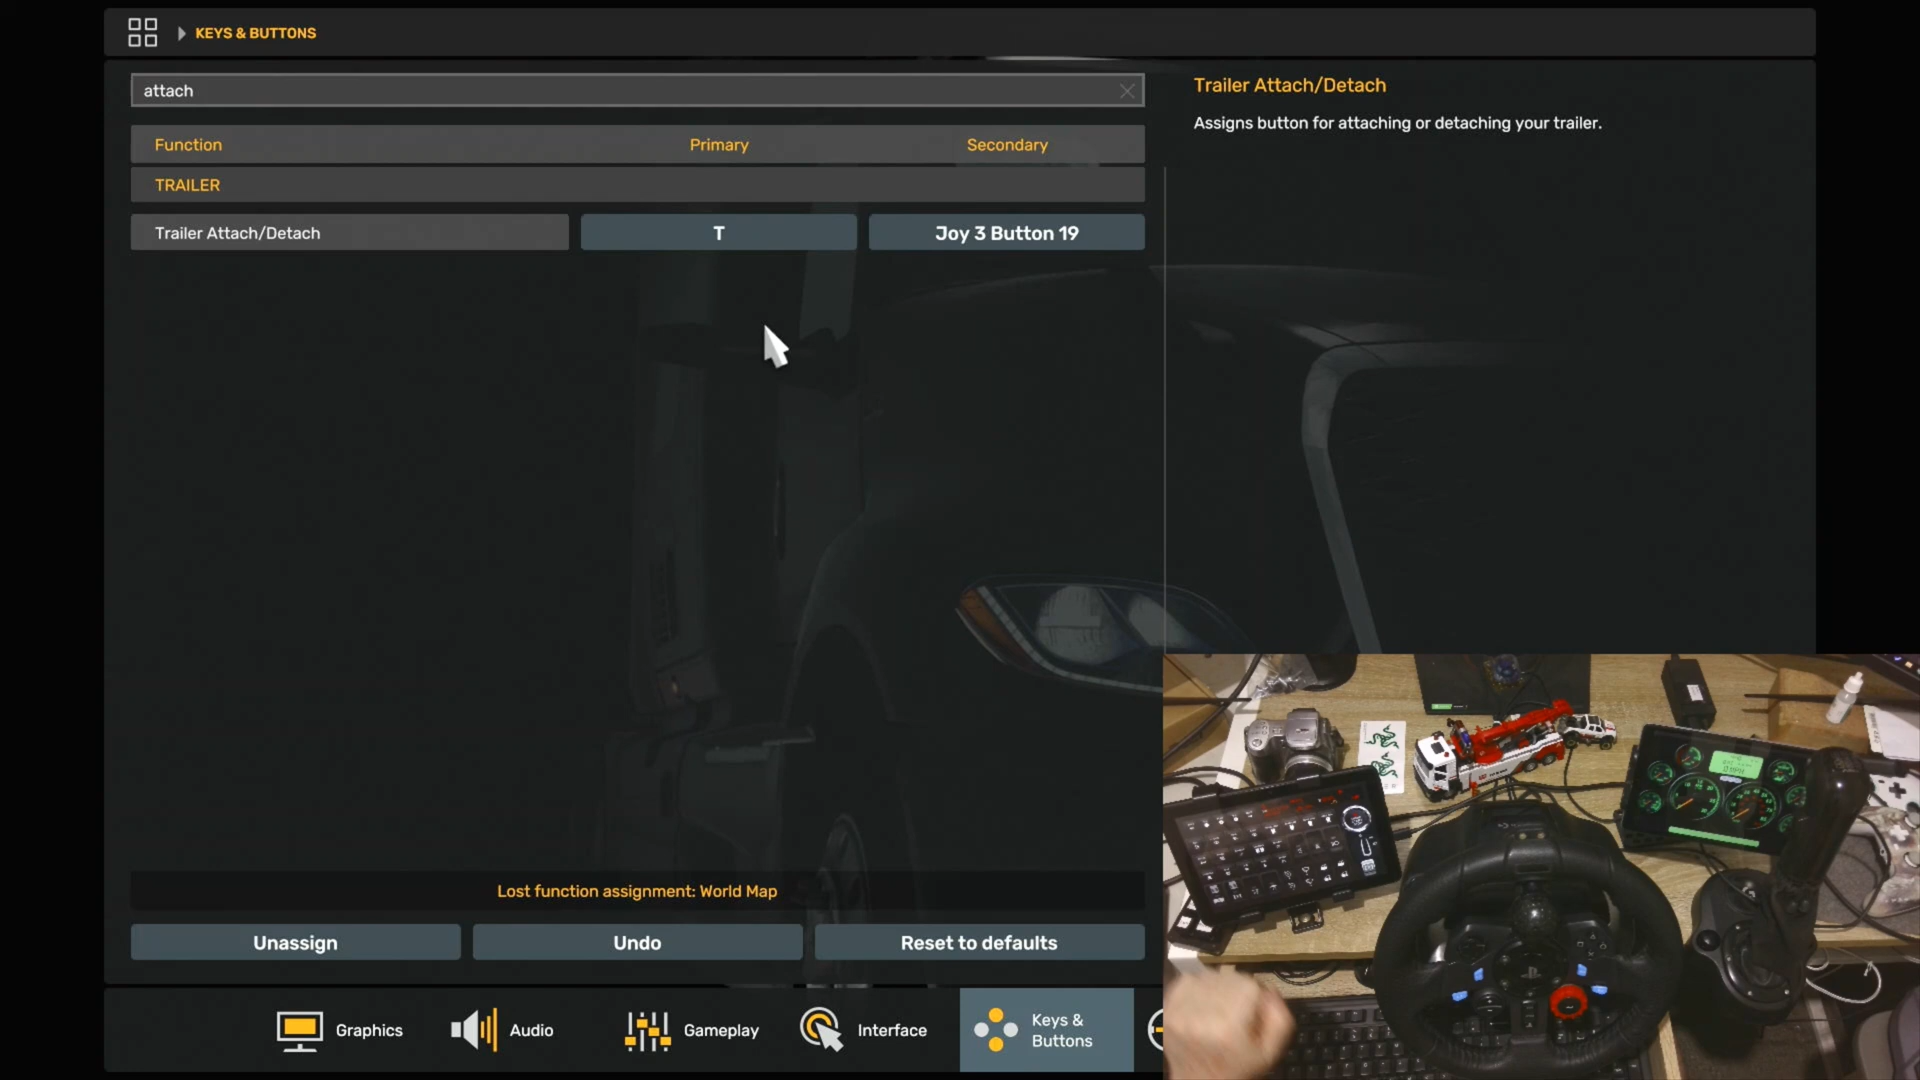 KEYS & BUTTONS
attach
Function Primary Secondary
TRAILER
Trailer Attach/Detach T Joy 3 Button 19
Trailer Attach/Detach
Assigns button for attaching or detaching your trailer.
Lost function assignment: World Map
Unassign Undo Reset to defaults
Graphics Audio Gameplay Interface Keys &
Buttons